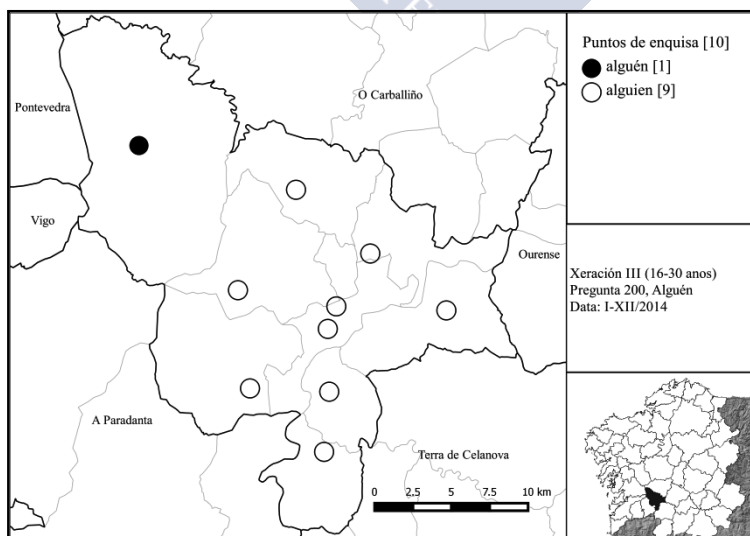 Puntos de enquisa [10]
alguén [1]
alguien [9]
O Carballiño
Pontevedra
Vigo
Ourense
Xeración III (16-30 anos)
Pregunta 200, Alguén
Data: I-XII/2014
A Paradanta
Terra de Celanova
0 2,5 5 7,5 10 km